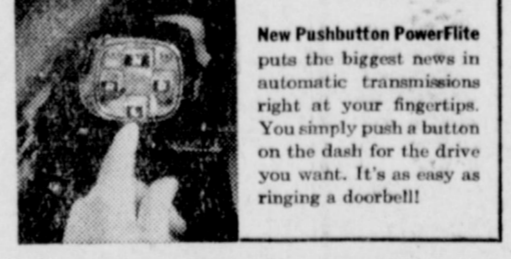 New Pushbutton PowerFlite
puts the biggest news in
automatic transmissions
right at your fingertips.
You simply push a button
on the dash for the drive
you want. It's as easy as
ringing a doorbell!